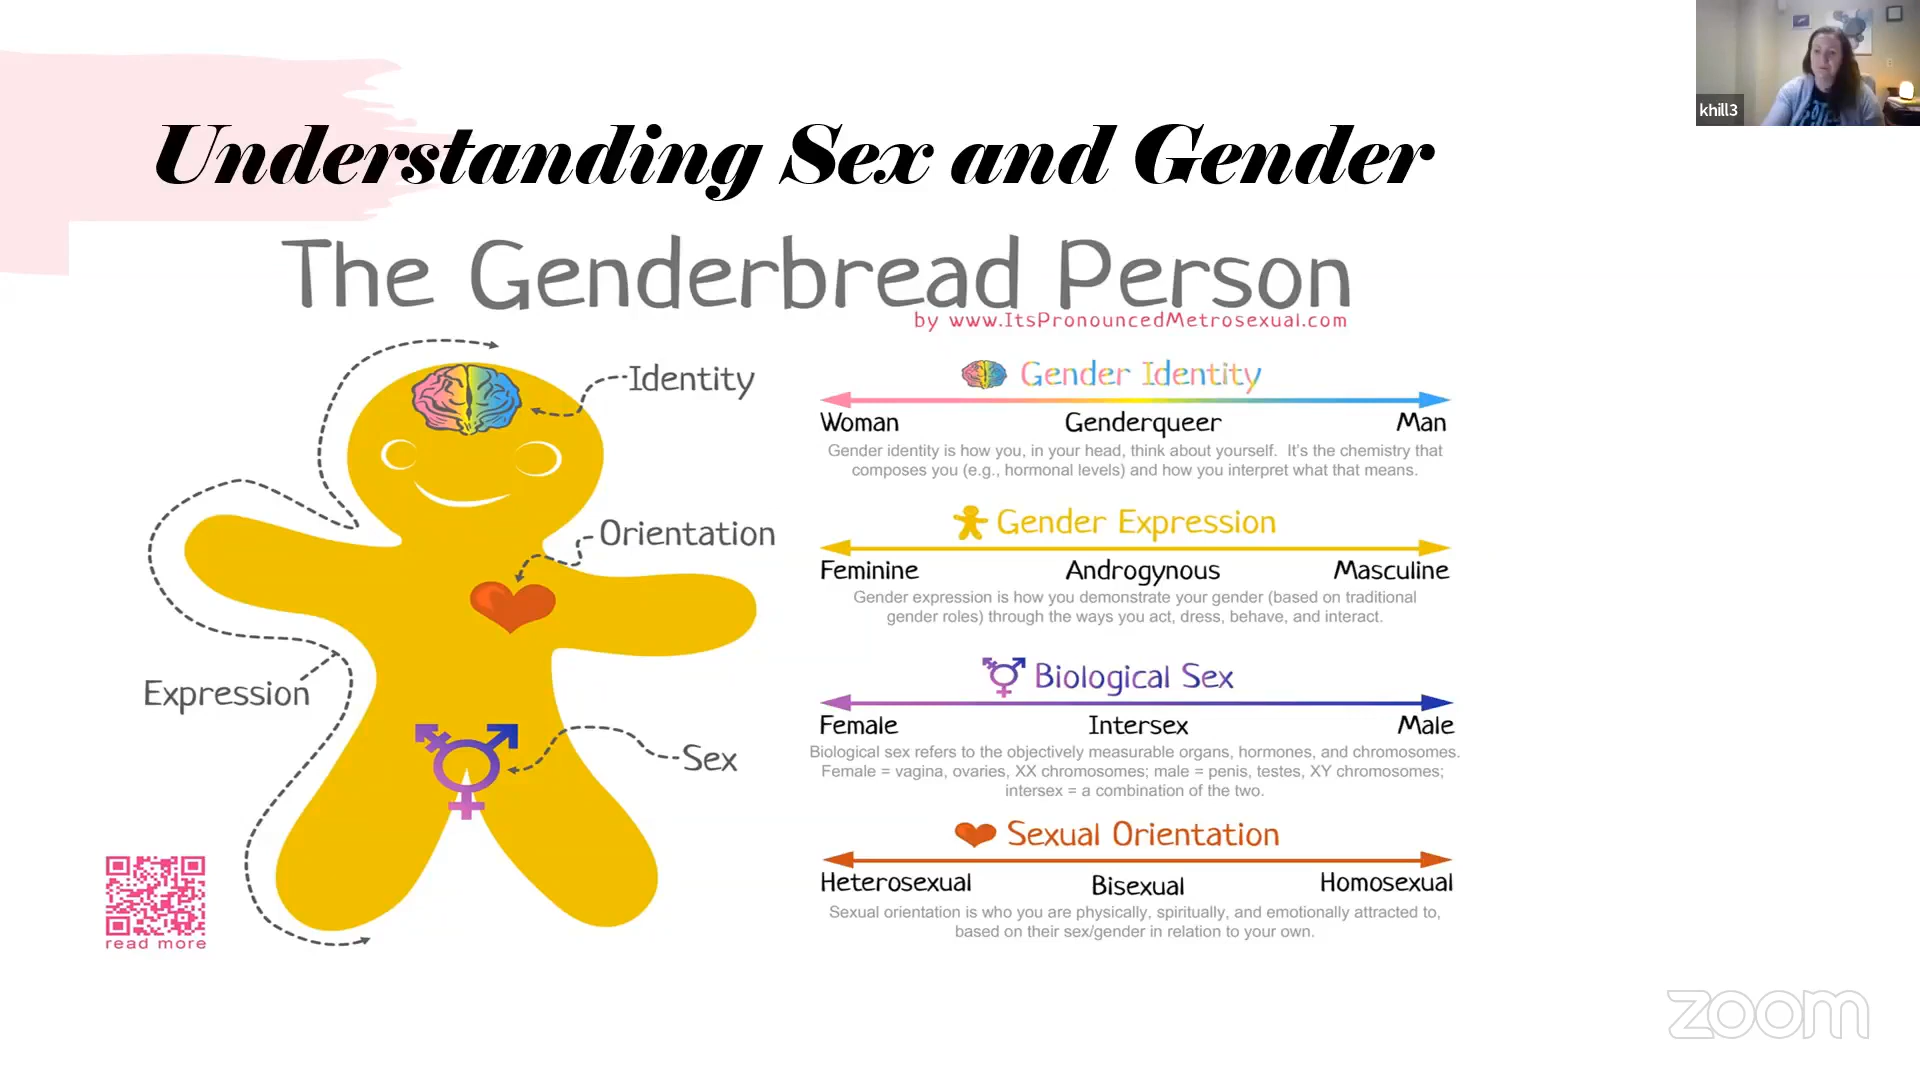 khill3
Understanding Sex and Gender
The Genderbread Person
by www.ItsPronouncedMetrosexual.com
Identity
Orientation
Expression
Sex
read more
Gender Identity
Woman Genderqueer Man
Gender identity is how you, in your head, think about yourself. It's the chemistry that
composes you (e.g., hormonal levels) and how you interpret what that means.
Gender Expression
Feminine Androgynous Masculine
Gender expression is how you demonstrate your gender (based on traditional
gender roles) through the ways you act, dress, behave, and interact.
Biological Sex
Female Intersex Male
Biological sex refers to the objectively measurable organs, hormones, and chromosomes.
Female = vagina, ovaries, XX chromosomes; male = penis, testes, XY chromosomes;
intersex = a combination of the two.
Sexual Orientation
Heterosexual Bisexual Homosexual
Sexual orientation is who you are physically, spiritually, and emotionally attracted to,
based on their sex/gender in relation to your own.
zoom